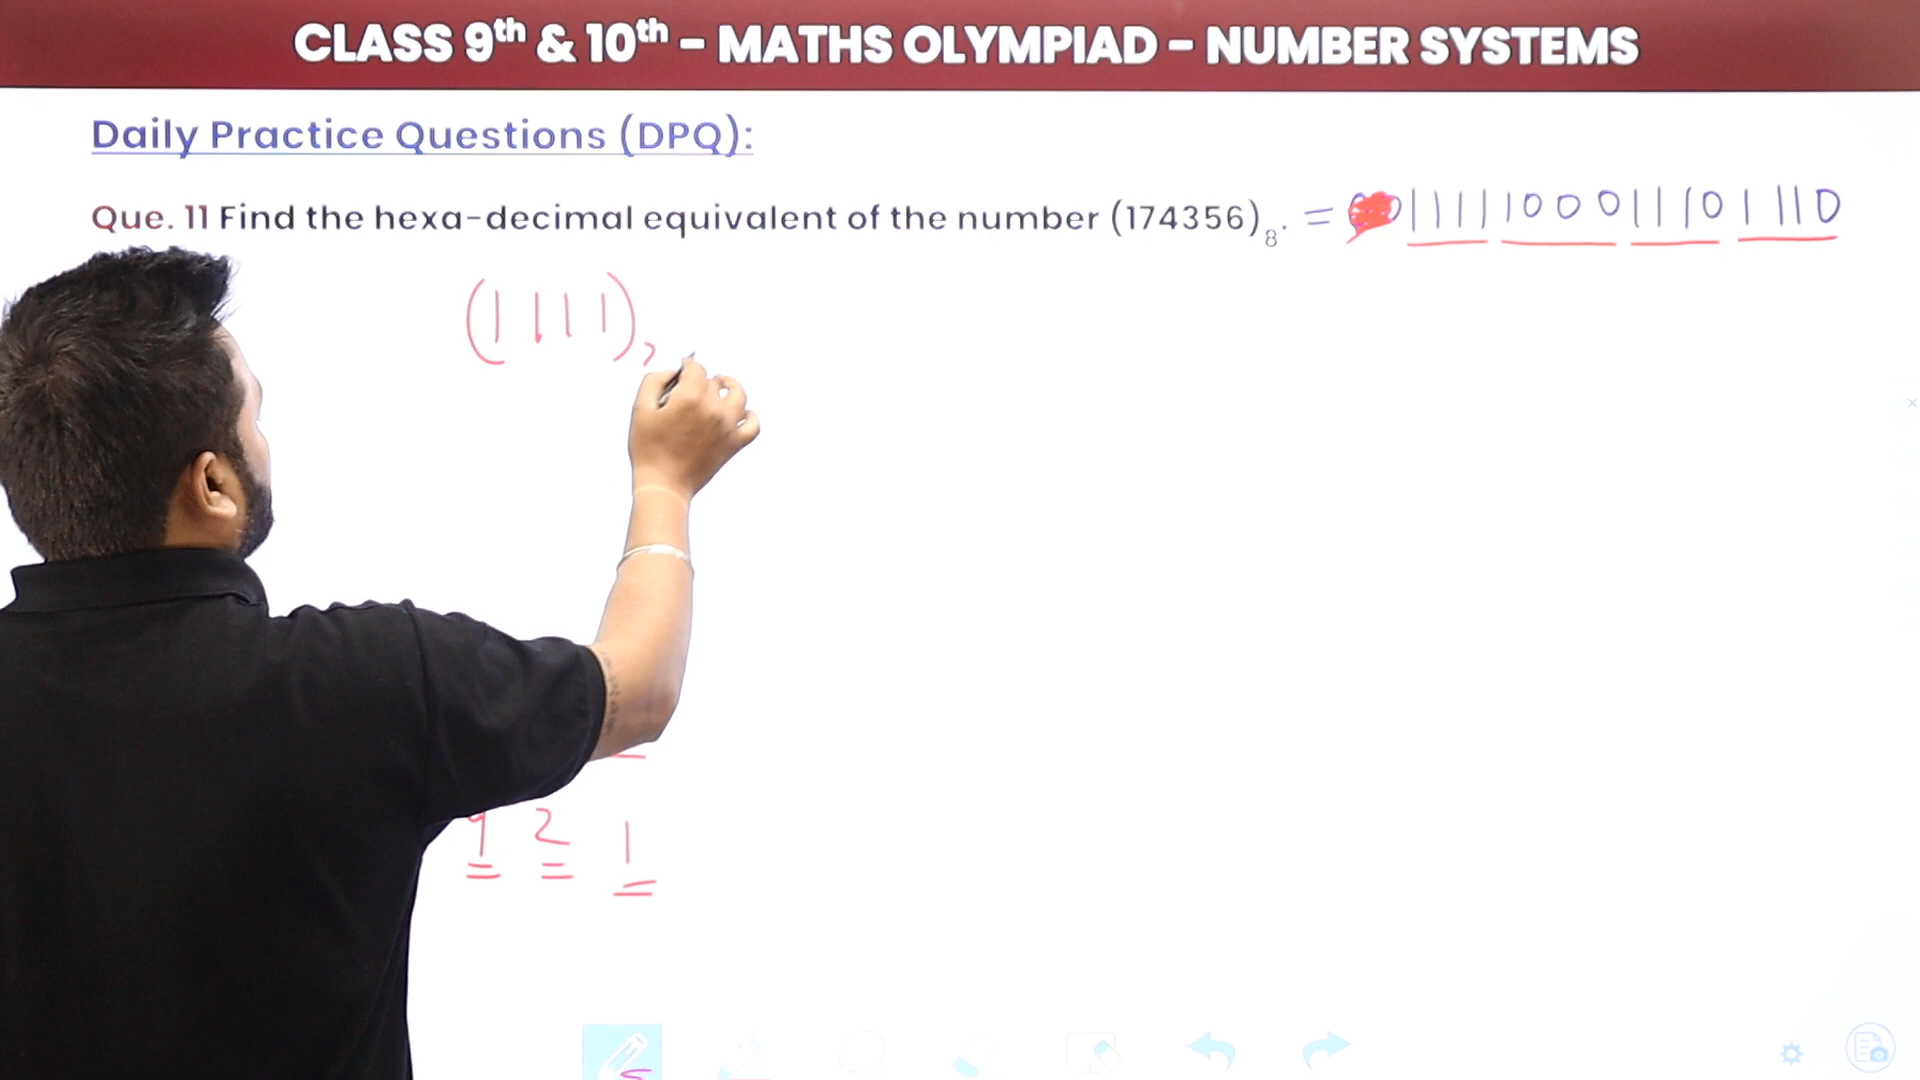 CLASS 9th & 10th – MATHS OLYMPIAD – NUMBER SYSTEMS
Daily Practice Questions (DPQ):
Que. 11 Find the hexa-decimal equivalent of the number (174356)8. = 1111100011101110
(1111)2
4 2 1